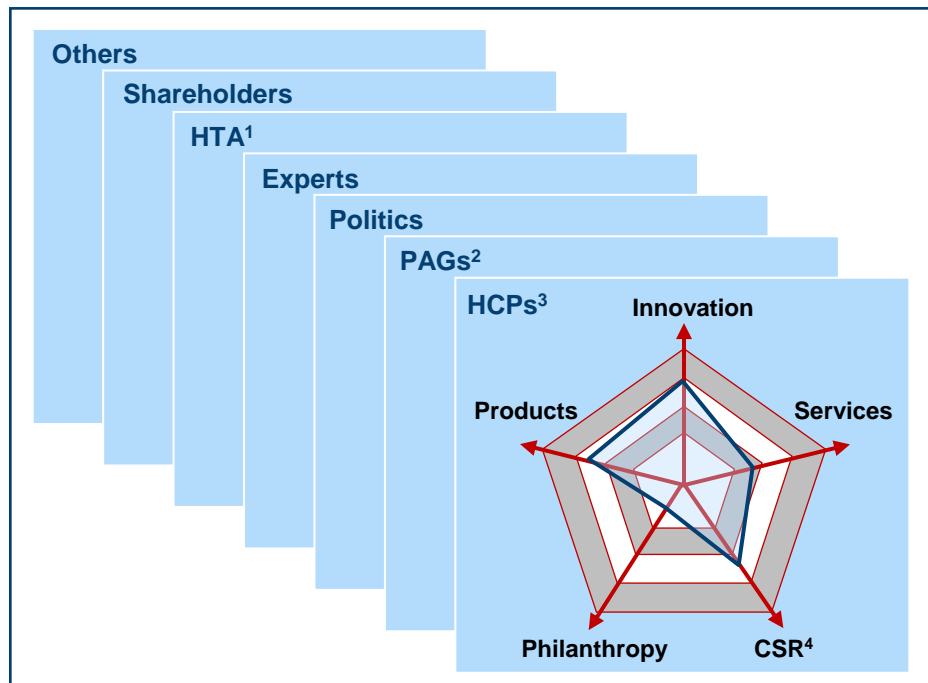 Others
Shareholders
HTA¹
Experts
Politics
PAGs²
HCPs³
Innovation
Products
Services
Philanthropy
CSR⁴